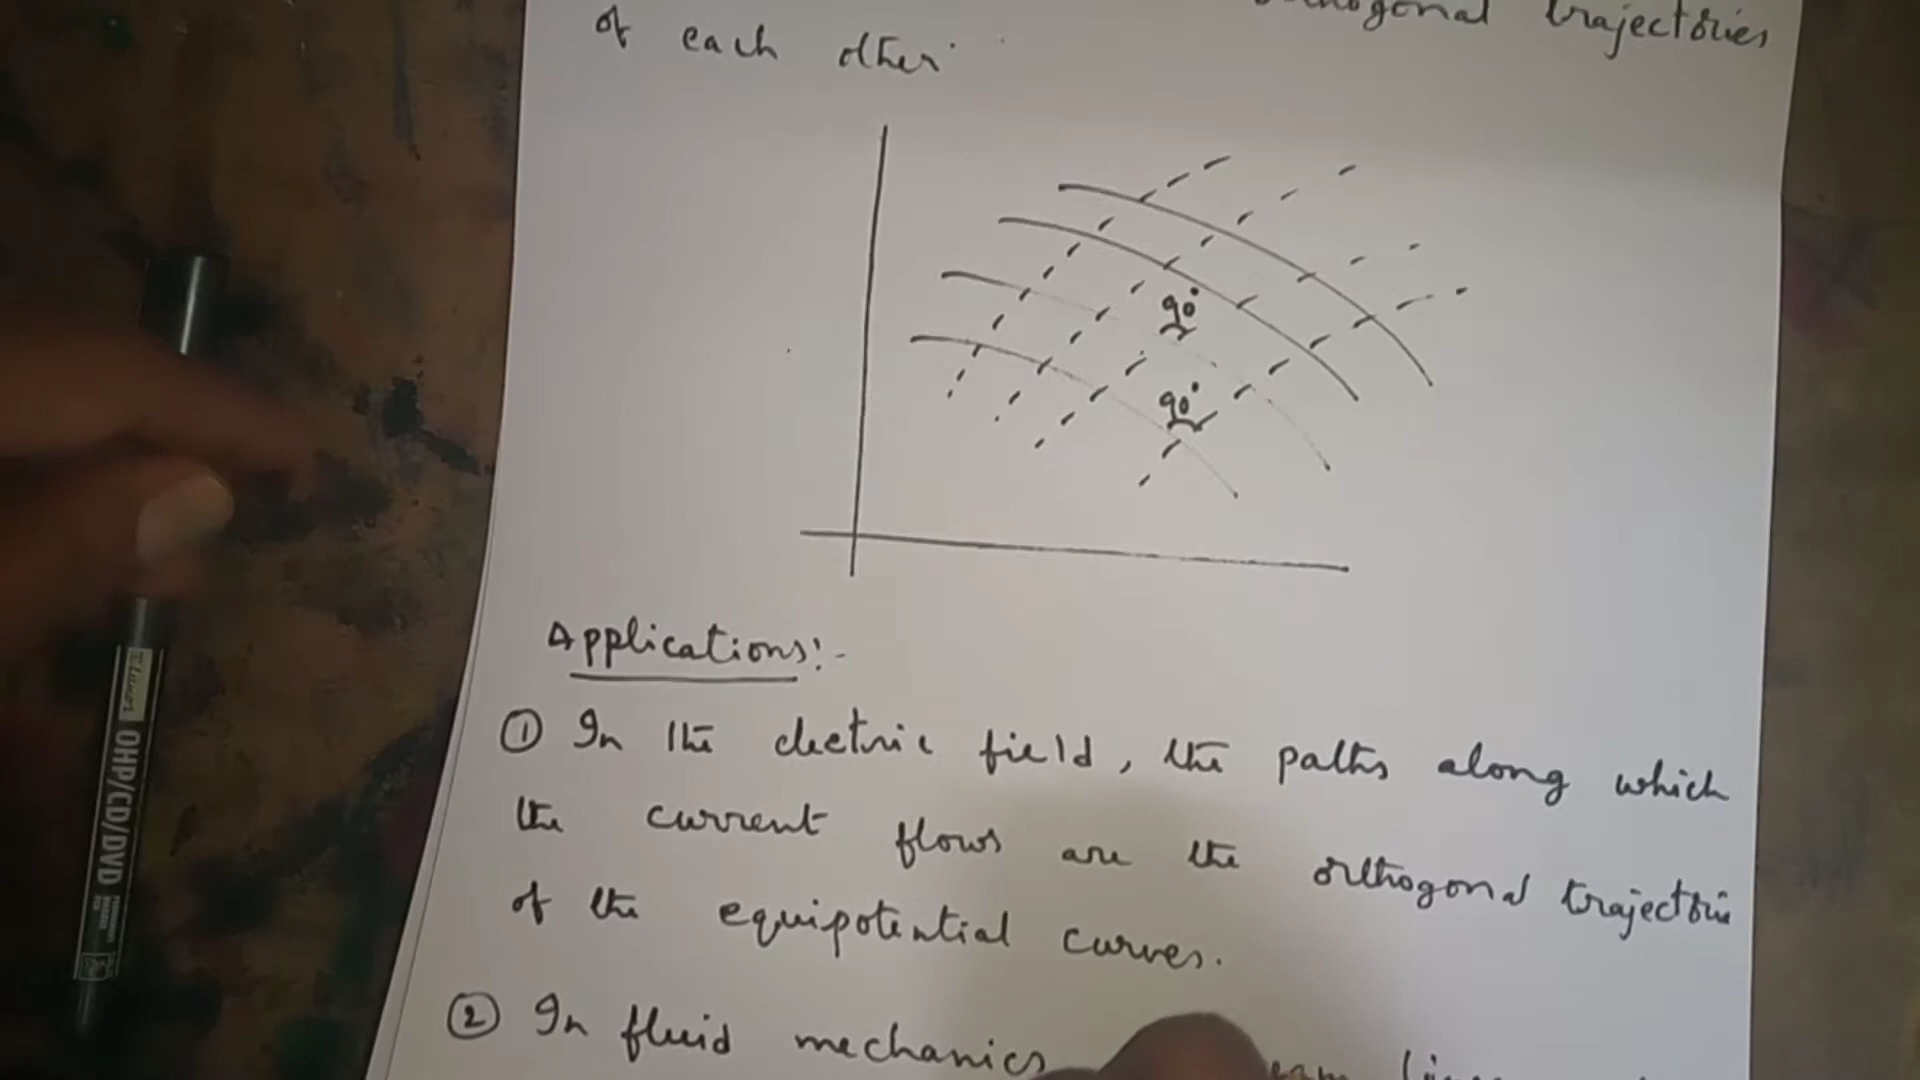 orthogonal trajectories
of each other.
90°
90°
Applications:-
① In the electric field, the paths along which
the current flows are the orthogonal trajectories
of the equipotential curves.
② In fluid mechanics
OHP/CD/DVD